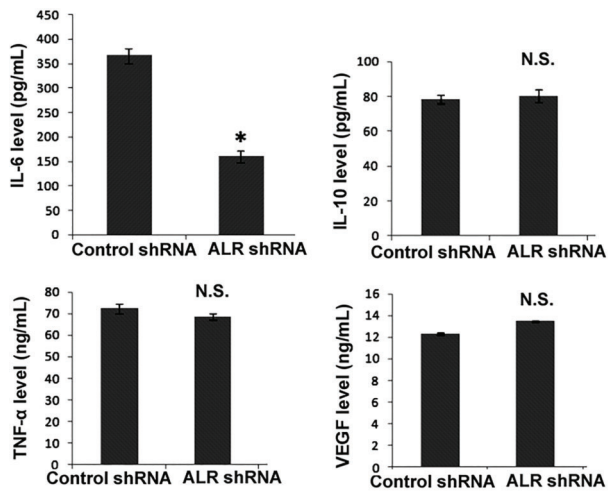 IL-6 level (pg/mL)
450
400
350
300
250
200
150
100
50
0
*
Control shRNA
ALR shRNA
IL-10 level (pg/mL)
100
80
60
40
20
0
N.S.
Control shRNA
ALR shRNA
TNF-α level (ng/mL)
80
70
60
50
40
30
20
10
0
N.S.
Control shRNA
ALR shRNA
VEGF level (ng/mL)
16
14
12
10
8
6
4
2
0
N.S.
Control shRNA
ALR shRNA